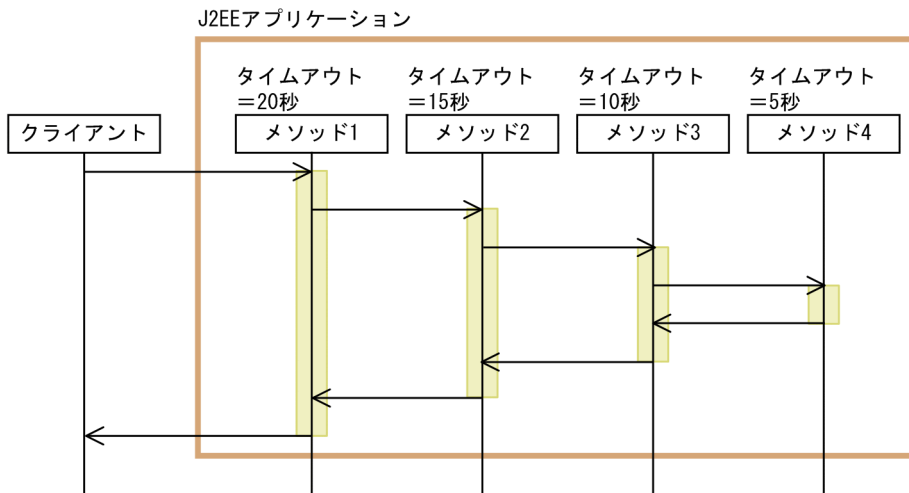 J2EEアプリケーション
タイムアウト
＝20秒
タイムアウト
＝15秒
タイムアウト
＝10秒
タイムアウト
＝5秒
クライアント
メソッド1
メソッド2
メソッド3
メソッド4